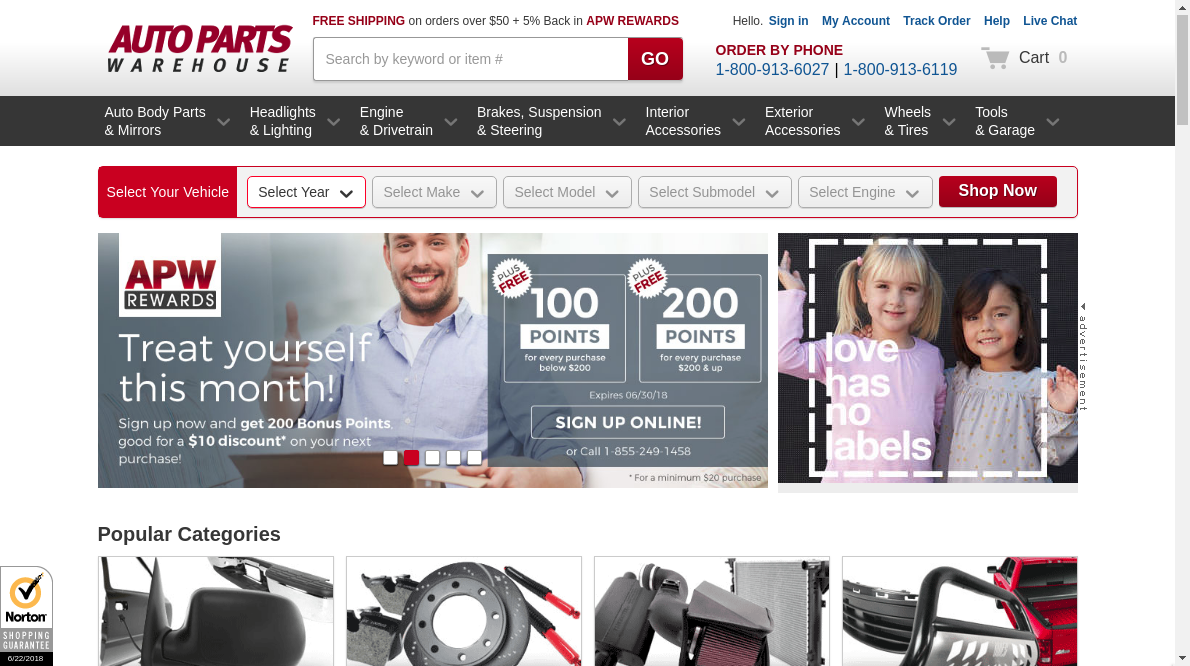 FREE SHIPPING on orders over $50 + 5% Back in APW REWARDS
Hello. Sign in My Account Track Order Help Live Chat
AUTO PARTS
WAREHOUSE
Search by keyword or item #
GO
ORDER BY PHONE
1-800-913-6027 | 1-800-913-6119
Cart 0
Auto Body Parts
& Mirrors
Headlights
& Lighting
Engine
& Drivetrain
Brakes, Suspension
& Steering
Interior
Accessories
Exterior
Accessories
Wheels
& Tires
Tools
& Garage
Select Your Vehicle
Select Year
Select Make
Select Model
Select Submodel
Select Engine
Shop Now
APW
REWARDS
Treat yourself
this month!
Sign up now and get 200 Bonus Points,
good for a $10 discount* on your next
purchase!
PLUS
FREE
100
POINTS
for every purchase
below $200
PLUS
FREE
200
POINTS
for every purchase
$200 & up
Expires 06/30/18
SIGN UP ONLINE!
or Call 1-855-249-1458
* For a minimum $20 purchase
love
has
no
labels
advertisement
Popular Categories
Norton
SHOPPING
GUARANTEE
6/22/2018